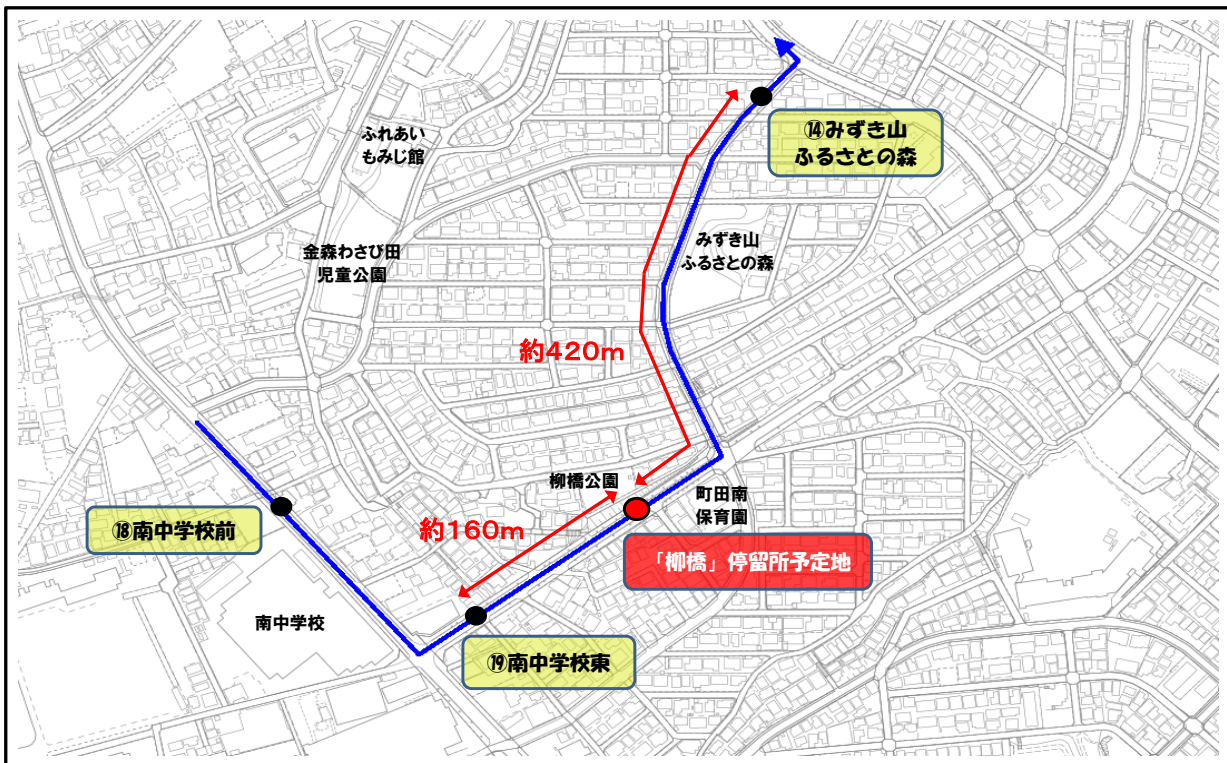 ⑭みずき山
ふるさとの森
ふれあい
もみじ館
金森わさび田
児童公園
みずき山
ふるさとの森
約420m
柳橋公園
町田南
保育園
⑱南中学校前
約160m
「柳橋」停留所予定地
南中学校
⑲南中学校東